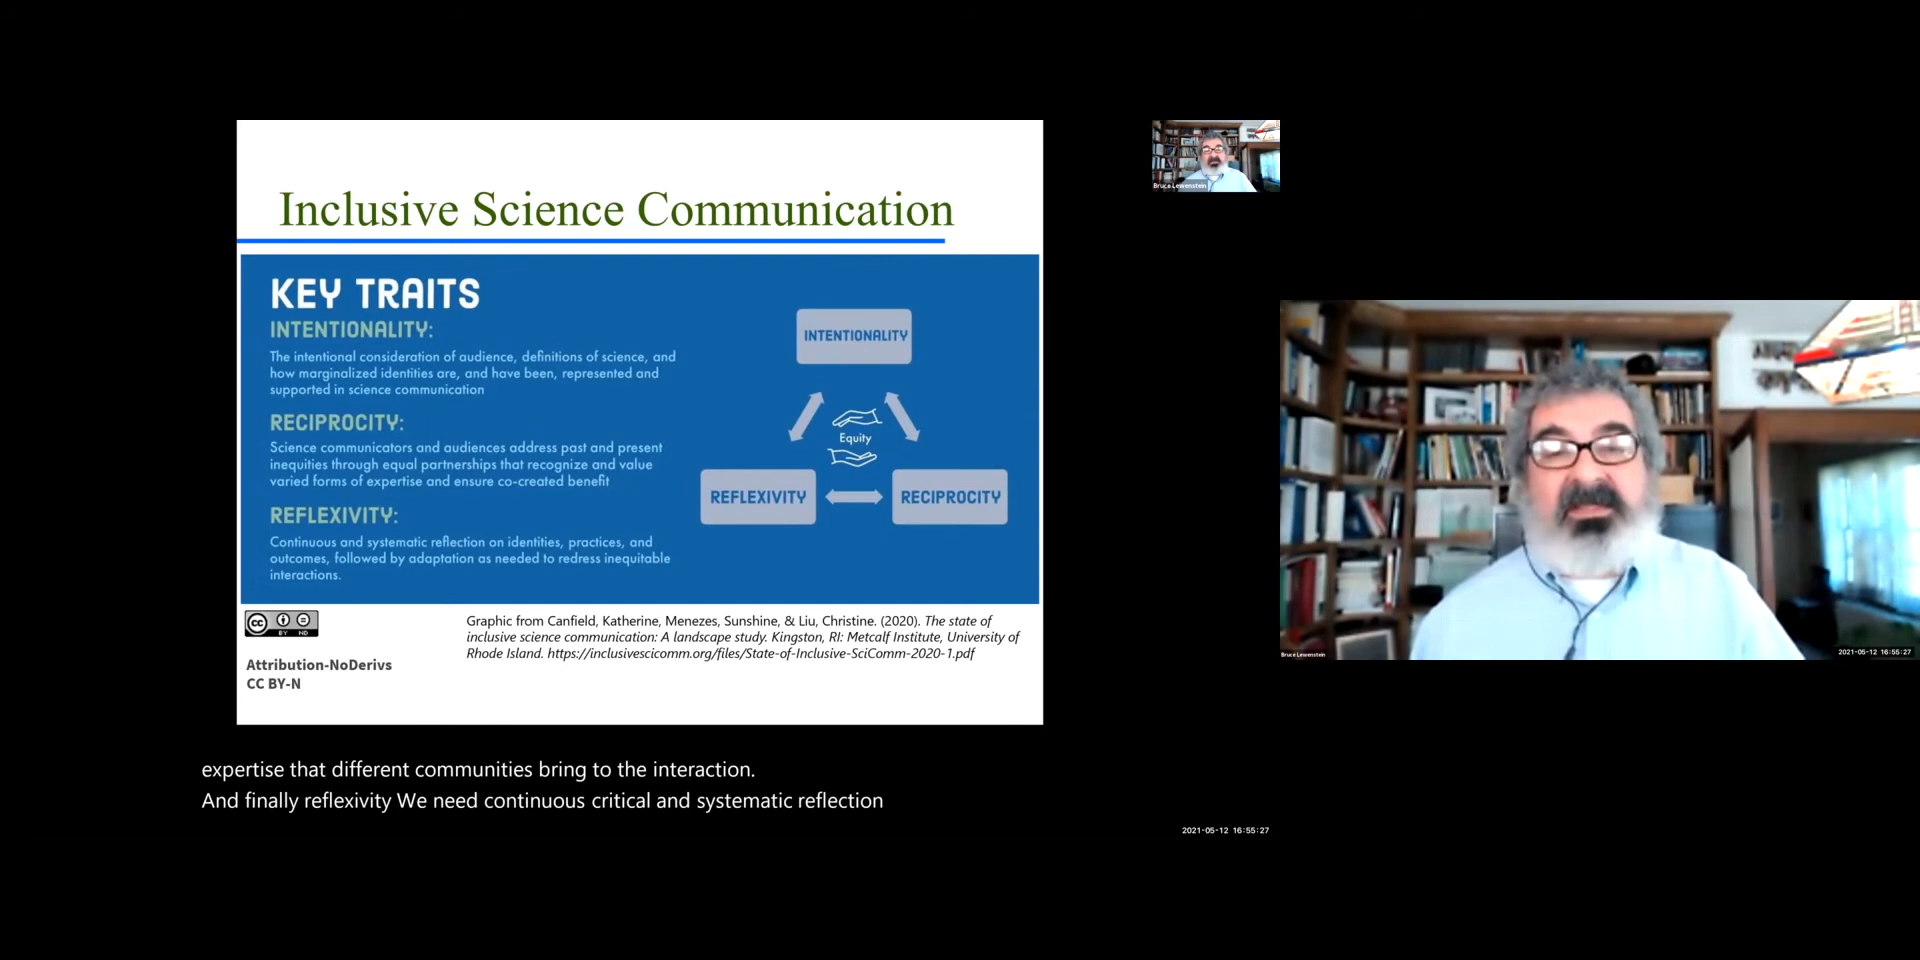 Inclusive Science Communication
KEY TRAITS
INTENTIONALITY:
The intentional consideration of audience, definitions of science, and
how marginalized identities are, and have been, represented and
supported in science communication
RECIPROCITY:
Science communicators and audiences address past and present
inequities through equal partnerships that recognize and value
varied forms of expertise and ensure co-created benefit
REFLEXIVITY:
Continuous and systematic reflection on identities, practices, and
outcomes, followed by adaptation as needed to redress inequitable
interactions.
INTENTIONALITY
Equity
REFLEXIVITY
RECIPROCITY
cc
BY ND
Attribution-NoDerivs
CC BY-N
Graphic from Canfield, Katherine, Menezes, Sunshine, & Liu, Christine. (2020). The state of
inclusive science communication: A landscape study. Kingston, RI: Metcalf Institute, University of
Rhode Island. https://inclusivescicomm.org/files/State-of-Inclusive-SciComm-2020-1.pdf
expertise that different communities bring to the interaction.
And finally reflexivity We need continuous critical and systematic reflection
2021-05-12 16:55:27
Bruce Lewenstein
Bruce Lewenstein
2021-05-12 16:55:27